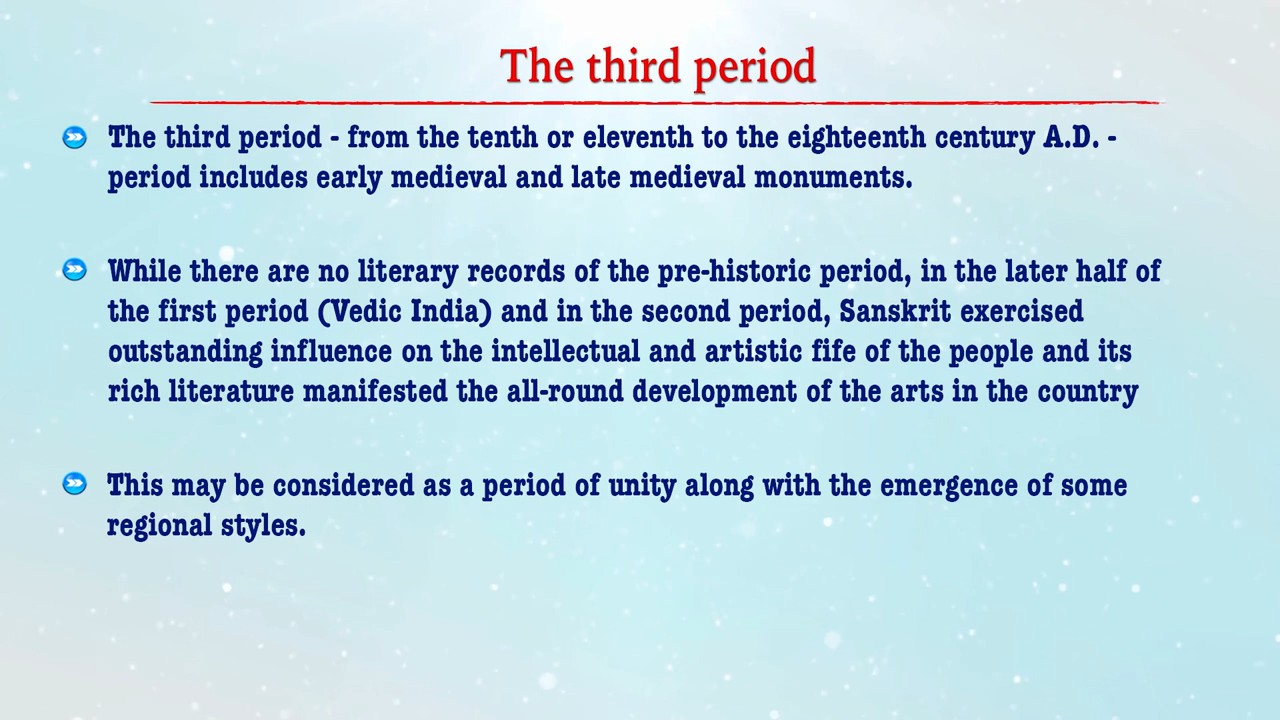 The third period
The third period - from the tenth or eleventh to the eighteenth century A.D. -
period includes early medieval and late medieval monuments.
While there are no literary records of the pre-historic period, in the later half of
the first period (Vedic India) and in the second period, Sanskrit exercised
outstanding influence on the intellectual and artistic fife of the people and its
rich literature manifested the all-round development of the arts in the country
This may be considered as a period of unity along with the emergence of some
regional styles.